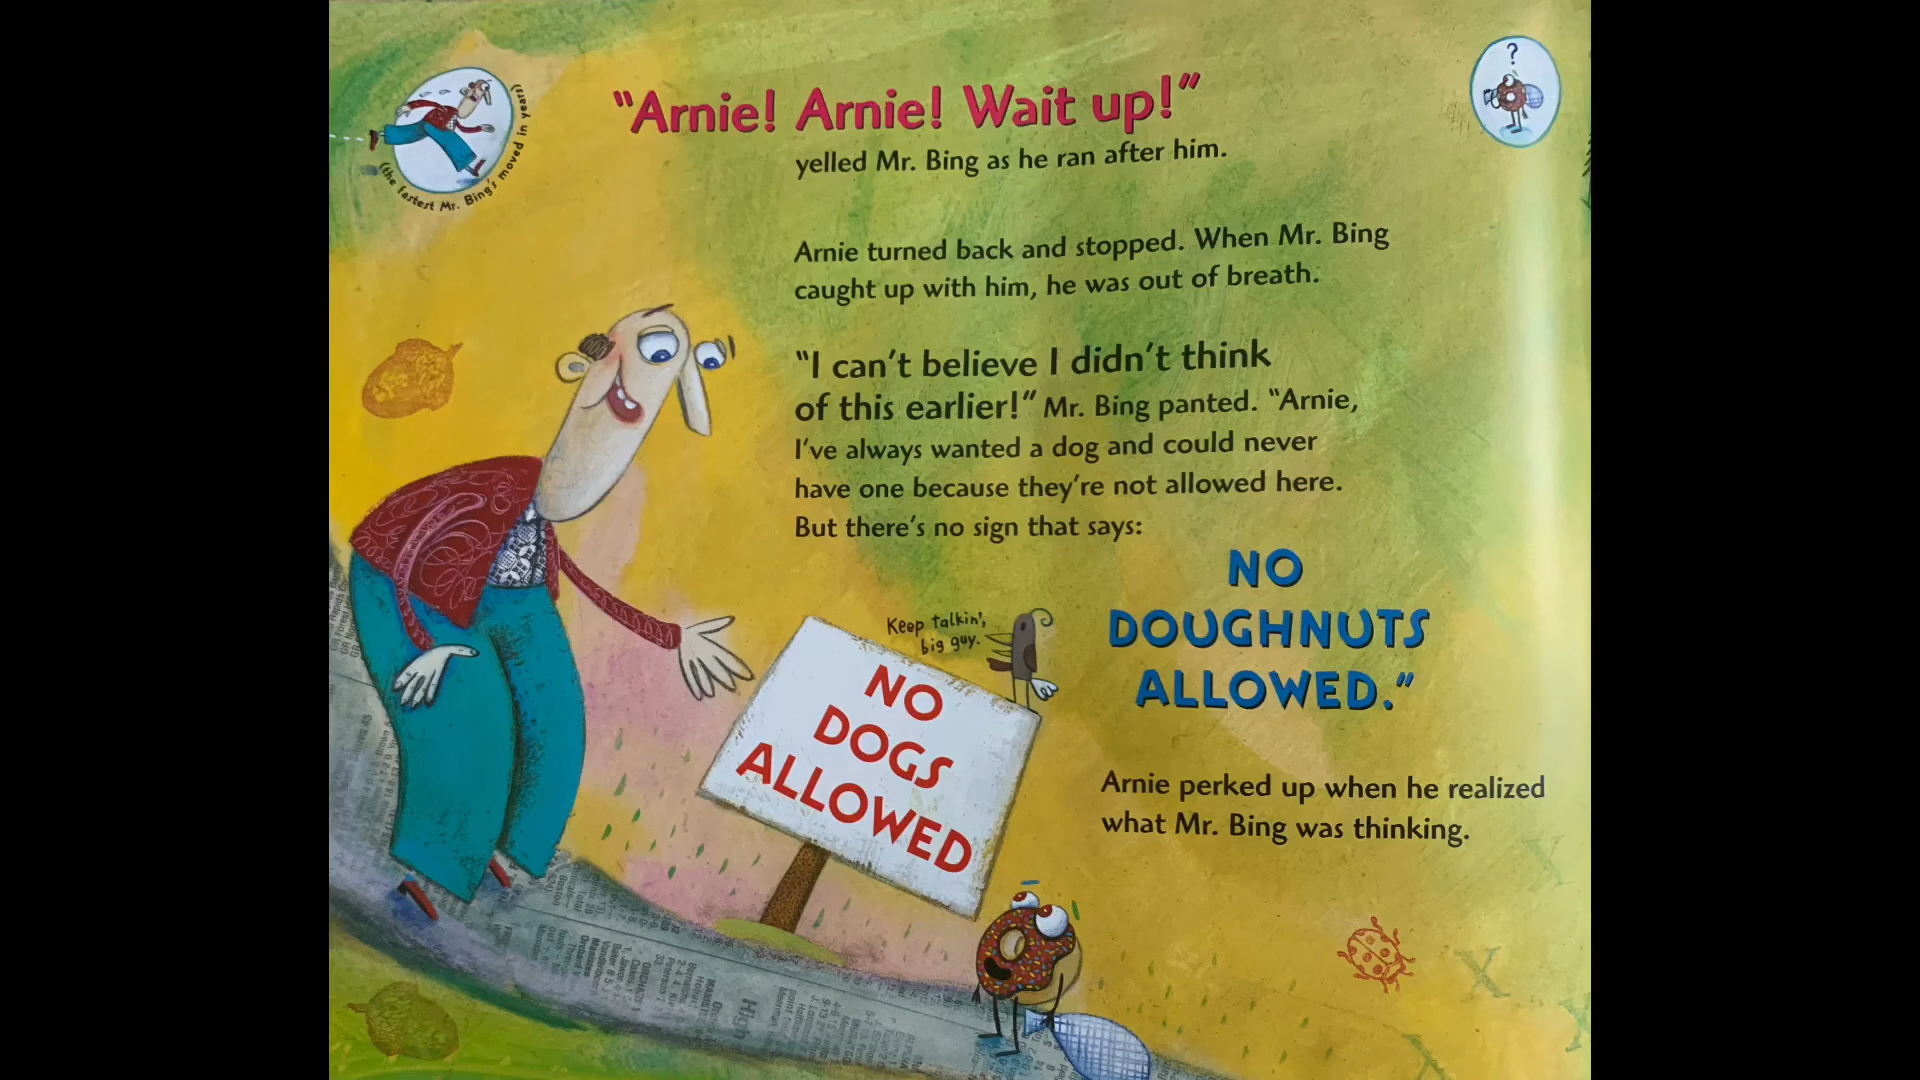 (the fastest Mr. Bing's moved in years)
?
"Arnie! Arnie! Wait up!"
yelled Mr. Bing as he ran after him.
Arnie turned back and stopped. When Mr. Bing
caught up with him, he was out of breath.
"I can't believe I didn't think
of this earlier!" Mr. Bing panted. "Arnie,
I've always wanted a dog and could never
have one because they're not allowed here.
But there's no sign that says:
NO
DOUGHNUTS
ALLOWED."
Keep talkin',
big guy.
NO
DOGS
ALLOWED
Arnie perked up when he realized
what Mr. Bing was thinking.